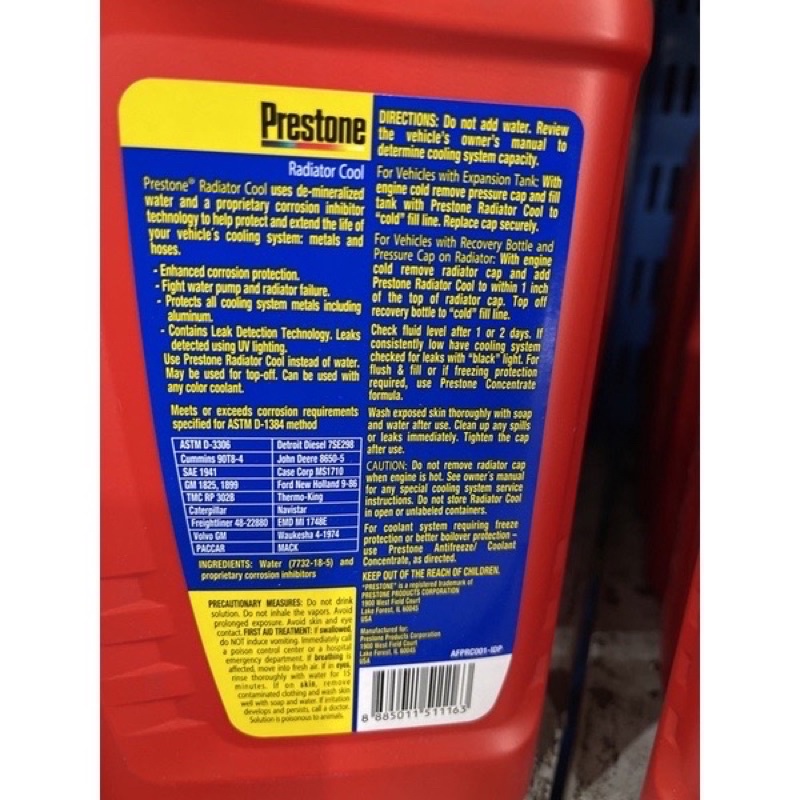 Prestone
Radiator Cool
Prestone® Radiator Cool uses de-mineralized
water and a proprietary corrosion inhibitor
technology to help protect and extend the life of
your vehicle's cooling system: metals and
hoses.
- Enhanced corrosion protection.
- Fight water pump and radiator failure.
- Protects all cooling system metals including
aluminum.
- Contains Leak Detection Technology. Leaks
detected using UV lighting.
Use Prestone Radiator Cool instead of water.
May be used for top-off. Can be used with
any color coolant.
Meets or exceeds corrosion requirements
specified for ASTM D-1384 method
ASTM D-3306 Detroit Diesel 7SE298
Cummins 90T8-4 John Deere 8650-5
SAE 1941 Case Corp MS1710
GM 1825, 1899 Ford New Holland 9-86
TMC RP 302B Thermo-King
Caterpillar Navistar
Freightliner 48-22880 EMD MI 1748E
Volvo GM Waukesha 4-1974
PACCAR MACK
INGREDIENTS: Water (7732-18-5) and
proprietary corrosion inhibitors
PRECAUTIONARY MEASURES: Do not drink
solution. Do not inhale the vapors. Avoid
prolonged exposure. Avoid skin and eye
contact. FIRST AID TREATMENT: If swallowed,
do NOT induce vomiting. Immediately call
a poison control center or a hospital
emergency department. If breathing is
affected, move into fresh air. If in eyes,
rinse thoroughly with water for 15
minutes. If on skin, remove
contaminated clothing and wash skin
well with soap and water. If irritation
develops and persists, call a doctor.
Solution is poisonous to animals
DIRECTIONS: Do not add water. Review
the vehicle's owner's manual to
determine cooling system capacity.
For Vehicles with Expansion Tank: With
engine cold remove pressure cap and fill
tank with Prestone Radiator Cool to
"cold" fill line. Replace cap securely.
For Vehicles with Recovery Bottle and
Pressure Cap on Radiator: With engine
cold remove radiator cap and add
Prestone Radiator Cool to within 1 inch
of the top of radiator cap. Top off
recovery bottle to "cold" fill line.
Check fluid level after 1 or 2 days. If
consistently low have cooling system
checked for leaks with "black" light. For
flush & fill or if freezing protection
required, use Prestone Concentrate
formula.
Wash exposed skin thoroughly with soap
and water after use. Clean up any spills
or leaks immediately. Tighten the cap
after use.
CAUTION: Do not remove radiator cap
when engine is hot. See owner's manual
for any special cooling system service
instructions. Do not store Radiator Cool
in open or unlabeled containers.
For coolant system requiring freeze
protection or better boilover protection –
use Prestone Antifreeze/ Coolant
Concentrate, as directed.
KEEP OUT OF THE REACH OF CHILDREN.
"PRESTONE" is a registered trademark of
PRESTONE PRODUCTS CORPORATION
1900 West Field Court
Lake Forest, IL 60045
USA
Manufactured for:
Prestone Products Corporation
1900 West Field Court
Lake Forest, IL 60045
USA
AFPRC001-IDP
8 885011 511163